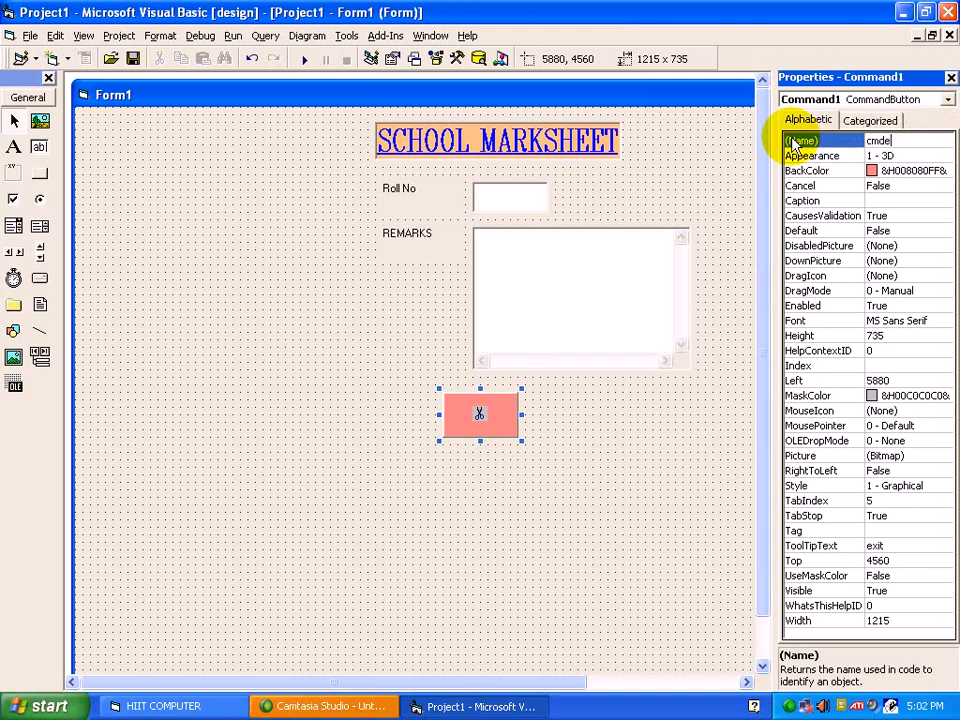 Project1 - Microsoft Visual Basic [design] - [Project1 - Form1 (Form)]
File Edit View Project Format Debug Run Query Diagram Tools Add-Ins Window Help
5880, 4560 1215 x 735
General
A
ab|
XY
OLE
Form1
SCHOOL MARKSHEET
Roll No
REMARKS
Properties - Command1
Command1 CommandButton
Alphabetic Categorized
(Name) cmde
Appearance 1 - 3D
BackColor &H008080FF&
Cancel False
Caption
CausesValidation True
Default False
DisabledPicture (None)
DownPicture (None)
DragIcon (None)
DragMode 0 - Manual
Enabled True
Font MS Sans Serif
Height 735
HelpContextID 0
Index
Left 5880
MaskColor &H00C0C0C0&
MouseIcon (None)
MousePointer 0 - Default
OLEDropMode 0 - None
Picture (Bitmap)
RightToLeft False
Style 1 - Graphical
TabIndex 5
TabStop True
Tag
ToolTipText exit
Top 4560
UseMaskColor False
Visible True
WhatsThisHelpID 0
Width 1215
(Name)
Returns the name used in code to
identify an object.
start HIIT COMPUTER Camtasia Studio - Unt... Project1 - Microsoft V... ? ATI 5:02 PM